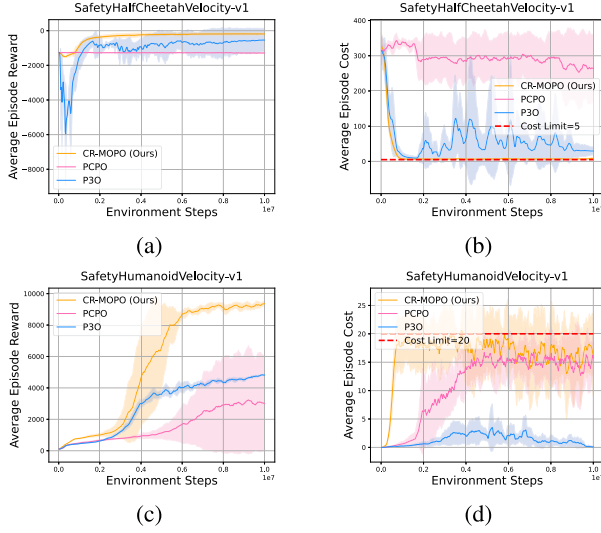 SafetyHalfCheetahVelocity-v1
Average Episode Reward
0
−2000
−4000
−6000
−8000
CR-MOPO (Ours)
PCPO
P3O
0.0 0.2 0.4 0.6 0.8 1.0
1e7
Environment Steps
(a)
SafetyHalfCheetahVelocity-v1
Average Episode Cost
400
300
200
100
0
CR-MOPO (Ours)
PCPO
P3O
Cost Limit=5
0.0 0.2 0.4 0.6 0.8 1.0
1e7
Environment Steps
(b)
SafetyHumanoidVelocity-v1
Average Episode Reward
10000
8000
6000
4000
2000
0
CR-MOPO (Ours)
PCPO
P3O
0.0 0.2 0.4 0.6 0.8 1.0
1e7
Environment Steps
(c)
SafetyHumanoidVelocity-v1
Average Episode Cost
25
20
15
10
5
0
CR-MOPO (Ours)
PCPO
P3O
Cost Limit=20
0.0 0.2 0.4 0.6 0.8 1.0
1e7
Environment Steps
(d)